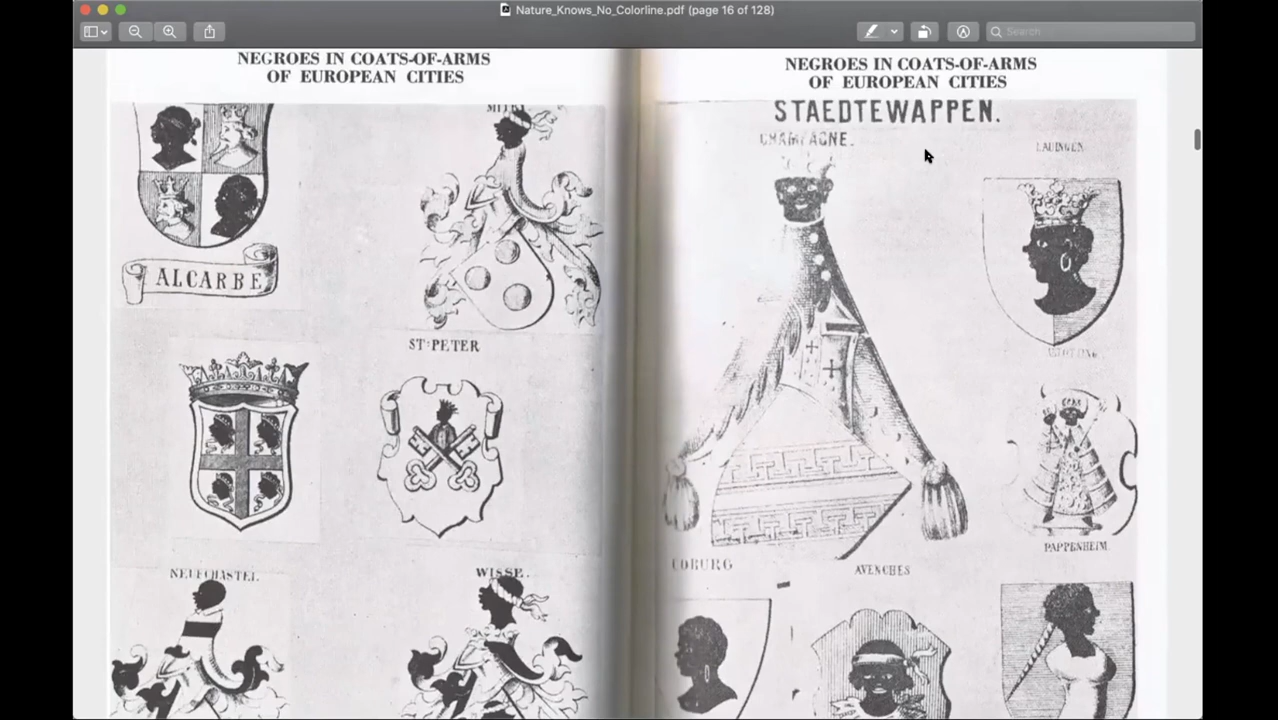 Nature_Knows_No_Colorline.pdf (page 16 of 128)
Search
NEGROES IN COATS-OF-ARMS
OF EUROPEAN CITIES
ALCARBE
ST. PETER
NEUFCHASTEL.
WISSE.
NEGROES IN COATS-OF-ARMS
OF EUROPEAN CITIES
STAEDTEWAPPEN.
CHAMPAGNE.
LAUINGEN
COBURG
AVENCHES
PAPPENHEIM